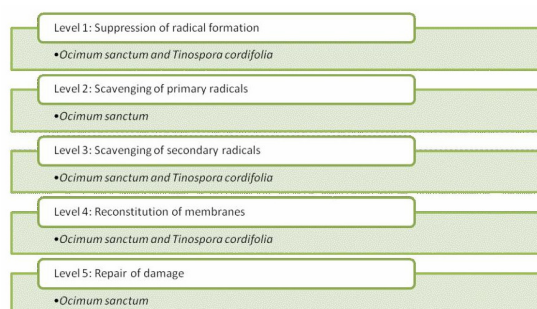 Level 1: Suppression of radical formation
•Ocimum sanctum and Tinospora cordifolia
Level 2: Scavenging of primary radicals
•Ocimum sanctum
Level 3: Scavenging of secondary radicals
•Ocimum sanctum and Tinospora cordifolia
Level 4: Reconstitution of membranes
•Ocimum sanctum and Tinospora cordifolia
Level 5: Repair of damage
•Ocimum sanctum